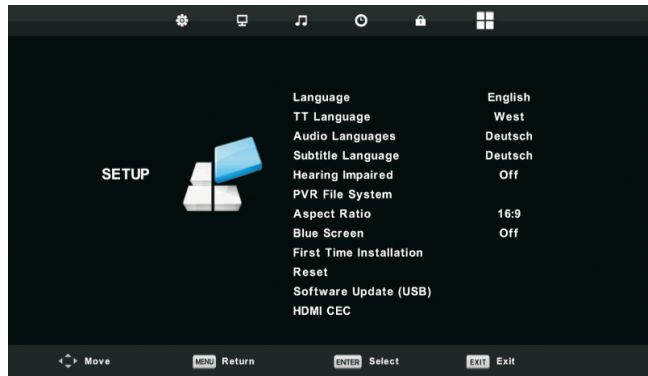 SETUP
Language English
TT Language West
Audio Languages Deutsch
Subtitle Language Deutsch
Hearing Impaired Off
PVR File System
Aspect Ratio 16:9
Blue Screen Off
First Time Installation
Reset
Software Update (USB)
HDMI CEC
Move MENU Return ENTER Select EXIT Exit